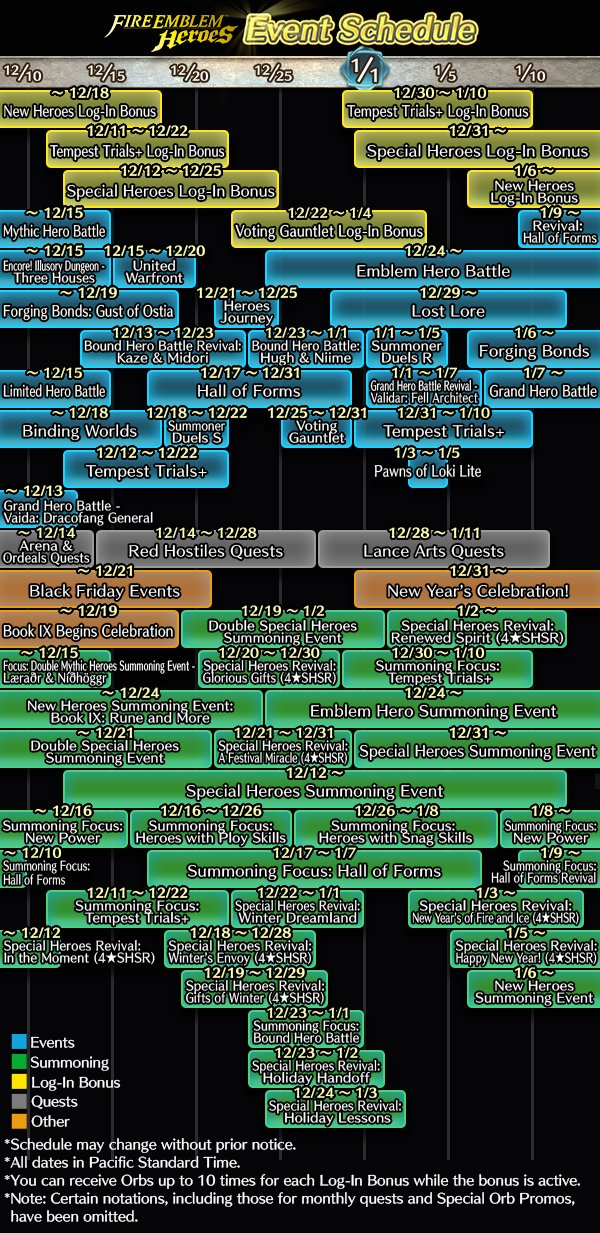 FIRE EMBLEM
Heroes
Event Schedule
12/10 12/15 12/20 12/25 1/1 1/5 1/10
~ 12/18
New Heroes Log-In Bonus
12/30 ~ 1/10
Tempest Trials+ Log-In Bonus
12/11 ~ 12/22
Tempest Trials+ Log-In Bonus
12/31 ~
Special Heroes Log-In Bonus
12/12 ~ 12/25
Special Heroes Log-In Bonus
1/6 ~
New Heroes
Log-In Bonus
~ 12/15
Mythic Hero Battle
12/22 ~ 1/4
Voting Gauntlet Log-In Bonus
1/9 ~
Revival:
Hall of Forms
~ 12/15
Encore! Illusory Dungeon -
Three Houses
12/15 ~ 12/20
United
Warfront
12/24 ~
Emblem Hero Battle
~ 12/19
Forging Bonds: Gust of Ostia
12/21 ~ 12/25
Heroes
Journey
12/29 ~
Lost Lore
12/13 ~ 12/23
Bound Hero Battle Revival:
Kaze & Midori
12/23 ~ 1/1
Bound Hero Battle:
Hugh & Niime
1/1 ~ 1/5
Summoner
Duels R
1/6 ~
Forging Bonds
~ 12/15
Limited Hero Battle
12/17 ~ 12/31
Hall of Forms
1/1 ~ 1/7
Grand Hero Battle Revival -
Validar: Fell Architect
1/7 ~
Grand Hero Battle
~ 12/18
Binding Worlds
12/18 ~ 12/22
Summoner
Duels S
12/25 ~ 12/31
Voting
Gauntlet
12/31 ~ 1/10
Tempest Trials+
12/12 ~ 12/22
Tempest Trials+
1/3 ~ 1/5
Pawns of Loki Lite
~ 12/13
Grand Hero Battle -
Vaida: Dracofang General
~ 12/14
Arena &
Ordeals Quests
12/14 ~ 12/28
Red Hostiles Quests
12/28 ~ 1/11
Lance Arts Quests
~ 12/21
Black Friday Events
12/31 ~
New Year's Celebration!
~ 12/19
Book IX Begins Celebration
12/19 ~ 1/2
Double Special Heroes
Summoning Event
1/2 ~
Special Heroes Revival:
Renewed Spirit (4★SHSR)
~ 12/15
Focus: Double Mythic Heroes Summoning Event -
Læraðr & Níðhöggr
12/20 ~ 12/30
Special Heroes Revival:
Glorious Gifts (4★SHSR)
12/30 ~ 1/10
Summoning Focus:
Tempest Trials+
~ 12/24
New Heroes Summoning Event:
Book IX: Rune and More
12/24 ~
Emblem Hero Summoning Event
~ 12/21
Double Special Heroes
Summoning Event
12/21 ~ 12/31
Special Heroes Revival:
A Festival Miracle (4★SHSR)
12/31 ~
Special Heroes Summoning Event
12/12 ~
Special Heroes Summoning Event
~ 12/16
Summoning Focus:
New Power
12/16 ~ 12/26
Summoning Focus:
Heroes with Ploy Skills
12/26 ~ 1/8
Summoning Focus:
Heroes with Snag Skills
1/8 ~
Summoning Focus:
New Power
~ 12/10
Summoning Focus:
Hall of Forms
12/17 ~ 1/7
Summoning Focus: Hall of Forms
1/9 ~
Summoning Focus:
Hall of Forms Revival
12/11 ~ 12/22
Summoning Focus:
Tempest Trials+
12/22 ~ 1/1
Special Heroes Revival:
Winter Dreamland
1/3 ~
Special Heroes Revival:
New Year's of Fire and Ice (4★SHSR)
~ 12/12
Special Heroes Revival:
In the Moment (4★SHSR)
12/18 ~ 12/28
Special Heroes Revival:
Winter's Envoy (4★SHSR)
1/5 ~
Special Heroes Revival:
Happy New Year! (4★SHSR)
12/19 ~ 12/29
Special Heroes Revival:
Gifts of Winter (4★SHSR)
1/6 ~
New Heroes
Summoning Event
12/23 ~ 1/1
Summoning Focus:
Bound Hero Battle
12/23 ~ 1/2
Special Heroes Revival:
Holiday Handoff
12/24 ~ 1/3
Special Heroes Revival:
Holiday Lessons
Events
Summoning
Log-In Bonus
Quests
Other
*Schedule may change without prior notice.
*All dates in Pacific Standard Time.
*You can receive Orbs up to 10 times for each Log-In Bonus while the bonus is active.
*Note: Certain notations, including those for monthly quests and Special Orb Promos,
have been omitted.